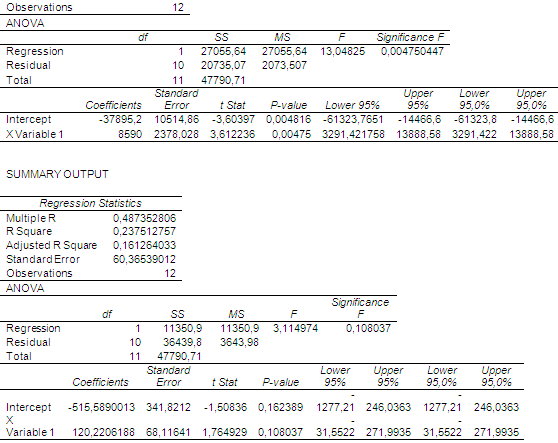 Observations 12
ANOVA
df SS MS F Significance F
Regression 1 27055,64 27055,64 13,04825 0,004750447
Residual 10 20735,07 2073,507
Total 11 47790,71
Standard Upper Lower Upper
Coefficients Error t Stat P-value Lower 95% 95% 95,0% 95,0%
Intercept -37895,2 10514,86 -3,60397 0,004816 -61323,7651 -14466,6 -61323,8 -14466,6
X Variable 1 8590 2378,028 3,612236 0,00475 3291,421758 13888,58 3291,422 13888,58
SUMMARY OUTPUT
Regression Statistics
Multiple R 0,487352806
R Square 0,237512757
Adjusted R Square 0,161264033
Standard Error 60,36539012
Observations 12
ANOVA
Significance
df SS MS F F
Regression 1 11350,9 11350,9 3,114974 0,108037
Residual 10 36439,8 3643,98
Total 11 47790,71
Standard Lower Upper Lower Upper
Coefficients Error t Stat P-value 95% 95% 95,0% 95,0%
- -
Intercept -515,5890013 341,8212 -1,50836 0,162389 1277,21 246,0363 1277,21 246,0363
X - -
Variable 1 120,2206188 68,11641 1,764929 0,108037 31,5522 271,9935 31,5522 271,9935